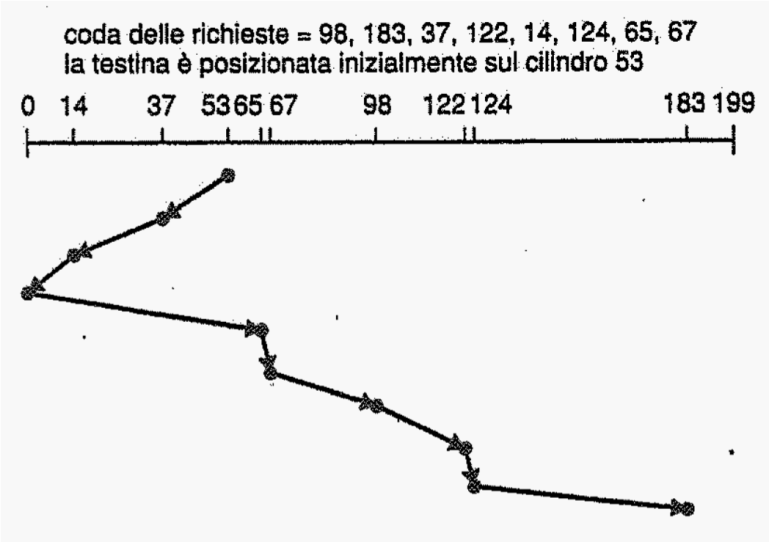 coda delle richieste = 98, 183, 37, 122, 14, 124, 65, 67
la testina è posizionata inizialmente sul cilindro 53
0 14 37 53 65 67 98 122 124 183 199